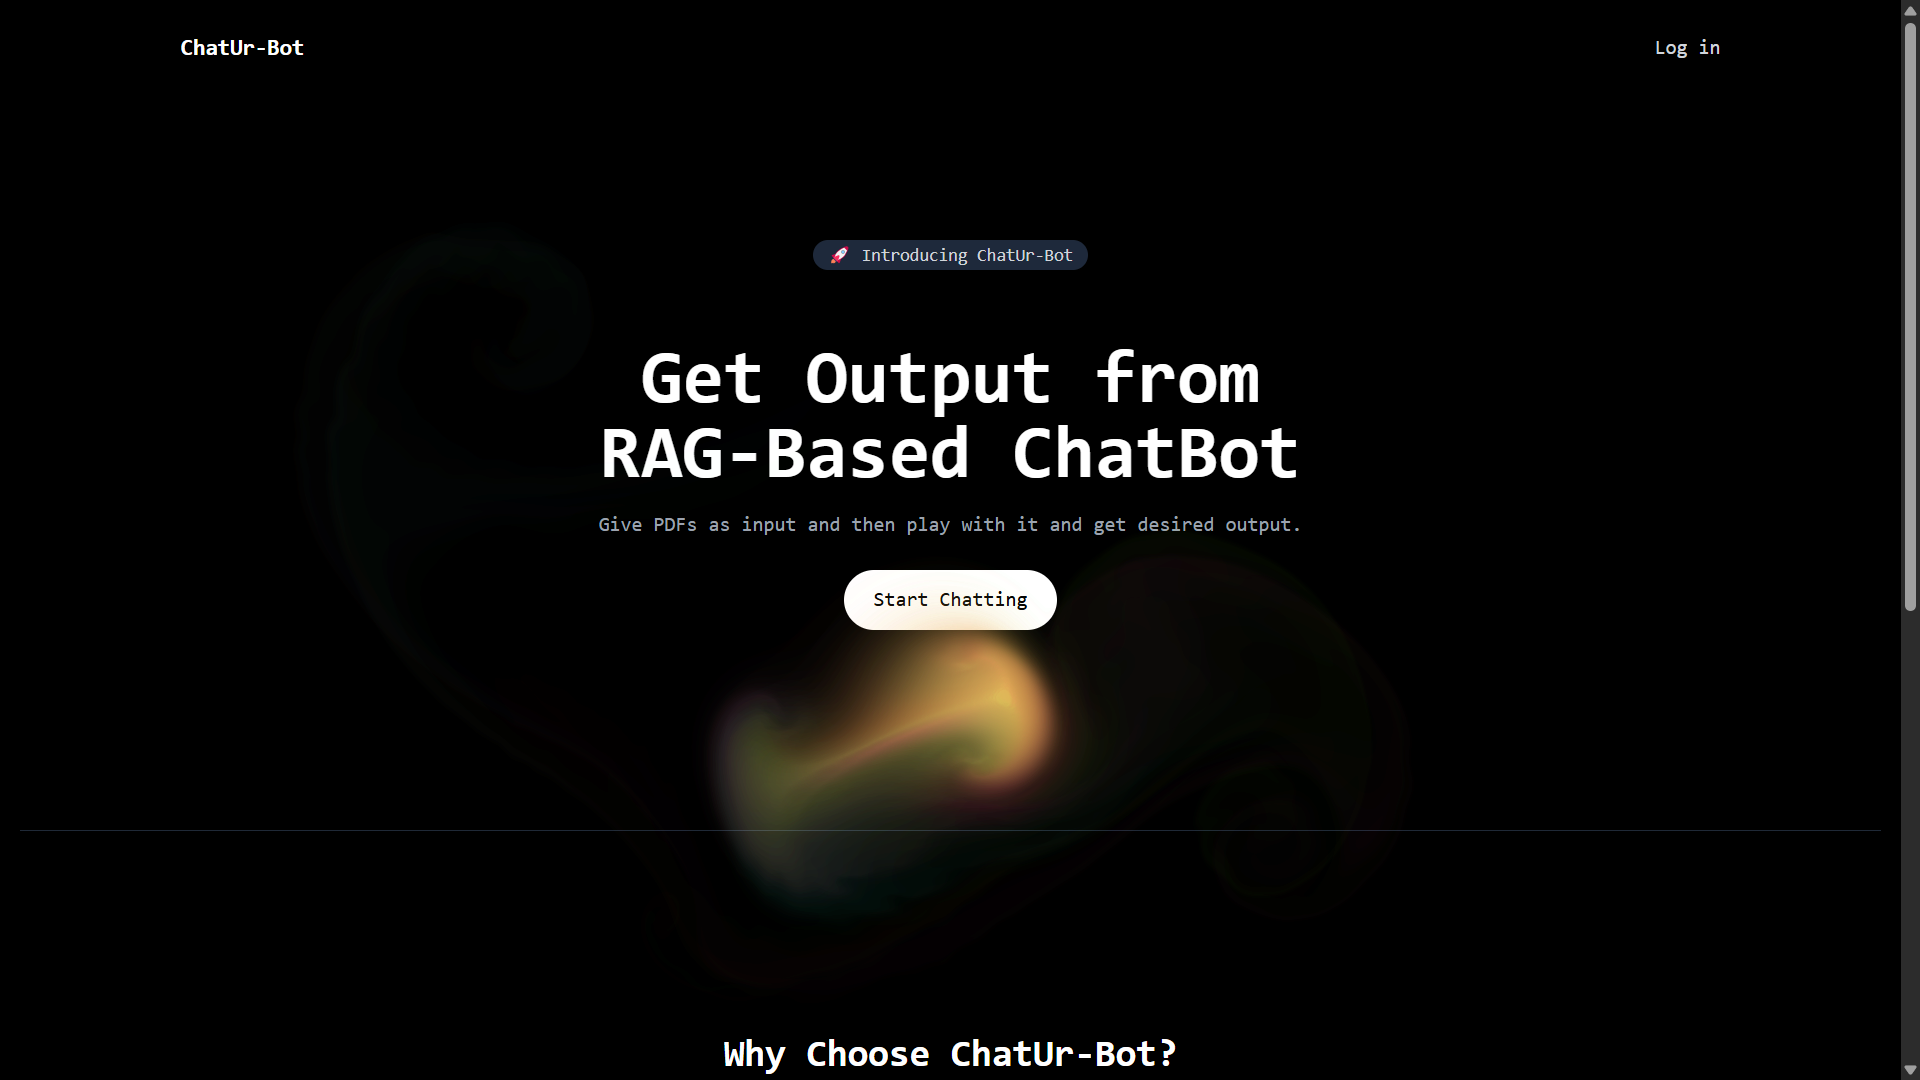 ChatUr-Bot
Log in
🚀 Introducing ChatUr-Bot
Get Output from
RAG-Based ChatBot
Give PDFs as input and then play with it and get desired output.
Start Chatting
Why Choose ChatUr-Bot?